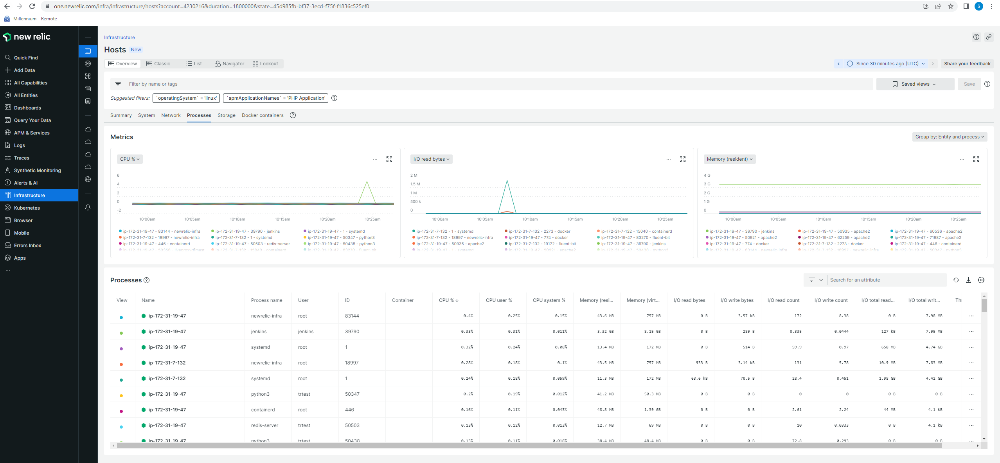 one.newrelic.com/infra/infrastructure/hosts?account=4230216&duration=1800000&state=45d985fb-bf37-3ecd-f75f-f1836c525ef0
S
Millennium - Remote
new relic
Quick Find
Add Data
All Capabilities
All Entities
Dashboards
Query Your Data
APM & Services
Logs
Traces
Synthetic Monitoring
Alerts & AI
Infrastructure
Kubernetes
Browser
Mobile
Errors Inbox
Apps
...
Infrastructure
Hosts New
Overview Classic List Navigator Lookout
Since 30 minutes ago (UTC) Share your feedback
Filter by name or tags Saved views Save
Suggested filters: `operatingSystem` = 'linux' `apmApplicationNames` = 'PHP Application'
Summary System Network Processes Storage Docker containers
Metrics Group by: Entity and process
CPU %
6
4
2
0
-2
10:00am 10:05am 10:10am 10:15am 10:20am 10:25am
ip-172-31-19-47 - 83144 - newrelic-infra ip-172-31-19-47 - 39790 - jenkins ip-172-31-19-47 - 1 - systemd
ip-172-31-7-132 - 18997 - newrelic-infra ip-172-31-7-132 - 1 - systemd ip-172-31-19-47 - 50347 - python3
ip-172-31-19-47 - 446 - containerd ip-172-31-19-47 - 50503 - redis-server ip-172-31-19-47 - 50438 - python3
ip-172-31-19-47 - 50358 - ip-172-31-7-132 - 15040 - containerd ip-172-31-19-47 - 83270 - fluent-bit
I/O read bytes
2 M
1.5 M
1 M
500 k
0
10:00am 10:05am 10:10am 10:15am 10:20am 10:25am
ip-172-31-7-132 - 1 - systemd ip-172-31-7-132 - 2273 - docker ip-172-31-7-132 - 15040 - containerd
ip-172-31-7-132 - 18997 - newrelic-infra ip-172-31-19-47 - 774 - docker ip-172-31-19-47 - 83270 - fluent-bit
ip-172-31-19-47 - 50935 - apache2 ip-172-31-7-132 - 19172 - fluent-bit ip-172-31-19-47 - 39790 - jenkins
ip-172-31-19-47 - 1 - systemd ip-172-31-19-47 - 50921 - apache2 ip-172-31-19-47 - 50438 - python3
Memory (resident)
4 G
3 G
2 G
1 G
0
10:00am 10:05am 10:10am 10:15am 10:20am 10:25am
ip-172-31-19-47 - 39790 - jenkins ip-172-31-19-47 - 50935 - apache2 ip-172-31-19-47 - 60536 - apache2
ip-172-31-19-47 - 50921 - apache2 ip-172-31-19-47 - 62259 - apache2 ip-172-31-19-47 - 71987 - apache2
ip-172-31-19-47 - 774 - docker ip-172-31-7-132 - 2273 - docker ip-172-31-19-47 - 446 - containerd
ip-172-31-19-47 - 83144 - newrelic-infra ip-172-31-7-132 - 18997 - newrelic-infra ip-172-31-19-47 - 50347 - python3
Processes Search for an attribute
View Name Process name User ID Container CPU % ↓ CPU user % CPU system % Memory (resi... Memory (virt... I/O read bytes I/O write bytes I/O read count I/O write count I/O total read... I/O total writ... Th
ip-172-31-19-47 newrelic-infra root 83144 0.4% 0.25% 0.15% 43.6 MB 757 MB 0 B 3.57 kB 172 8.38 0 B 7.98 MB ...
ip-172-31-19-47 jenkins jenkins 39790 0.33% 0.31% 0.011% 3.32 GB 8.15 GB 0 B 289 B 0.335 0.0444 127 kB 7.95 MB ...
ip-172-31-19-47 systemd root 1 0.32% 0.24% 0.08% 13.4 MB 172 MB 0 B 514 B 59.9 0.97 658 MB 4.74 GB ...
ip-172-31-7-132 newrelic-infra root 18997 0.28% 0.18% 0.1% 43.5 MB 757 MB 933 B 3.14 kB 131 5.78 10.9 MB 7.83 MB ...
ip-172-31-7-132 systemd root 1 0.24% 0.18% 0.059% 11.3 MB 172 MB 63.6 kB 70.5 B 28.4 0.451 1.98 GB 4.42 GB ...
ip-172-31-19-47 python3 trtest 50347 0.2% 0.19% 0.012% 41.2 MB 50.3 MB 0 B 0 B 0 0 0 B 0 B ...
ip-172-31-19-47 containerd root 446 0.16% 0.11% 0.043% 48.8 MB 1.39 GB 0 B 0 B 2.61 2.24 44 MB 4.1 kB ...
ip-172-31-19-47 redis-server trtest 50503 0.13% 0.12% 0.013% 12.7 MB 69 MB 0 B 0 B 10 0.0333 0 B 4.1 kB ...
ip-172-31-19-47 python3 trtest 50438 0.13% 0.11% 0.018% 38.4 MB 48.4 MB 0 B 0 B 72.8 0.293 0 B 0 B ...